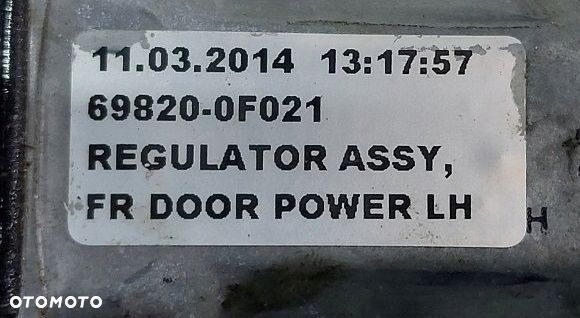 11.03.2014 13:17:57
69820-0F021
REGULATOR ASSY,
FR DOOR POWER LH
H
OTOMOTO